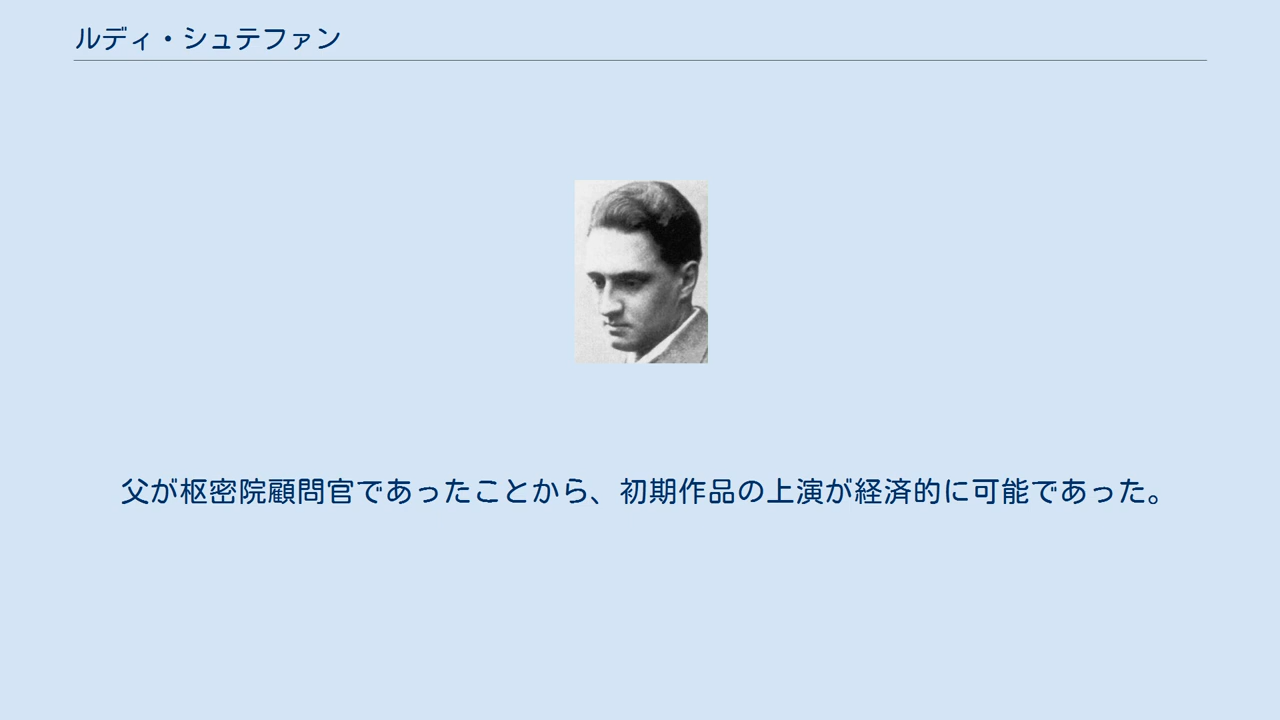 ルディ・シュテファン
父が枢密院顧問官であったことから、初期作品の上演が経済的に可能であった。